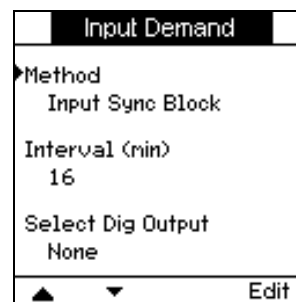 Input Demand
Method
Input Sync Block
Interval (min)
16
Select Dig Output
None
Edit